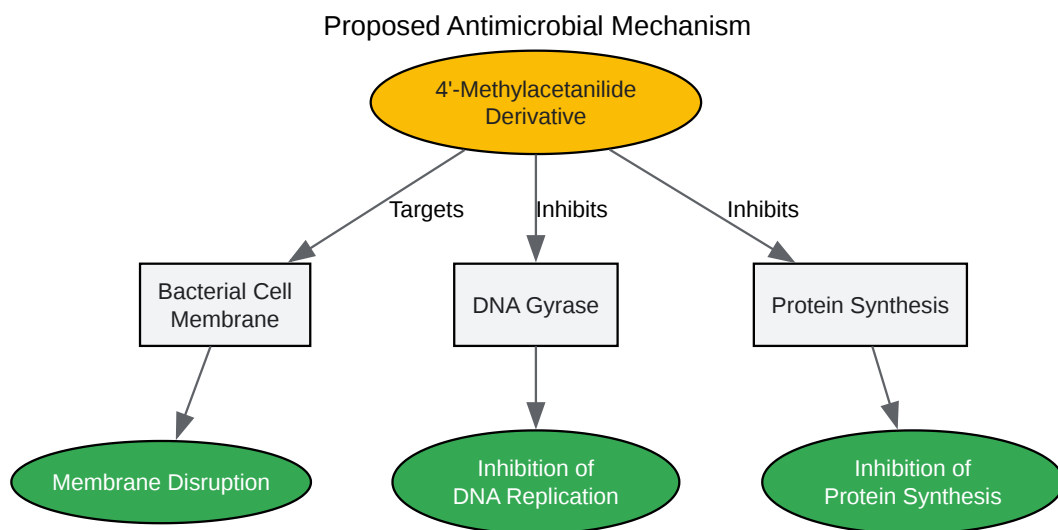 Proposed Antimicrobial Mechanism
4'-Methylacetanilide
Derivative
Targets
Inhibits
Inhibits
Bacterial Cell
Membrane
DNA Gyrase
Protein Synthesis
Membrane Disruption
Inhibition of
DNA Replication
Inhibition of
Protein Synthesis